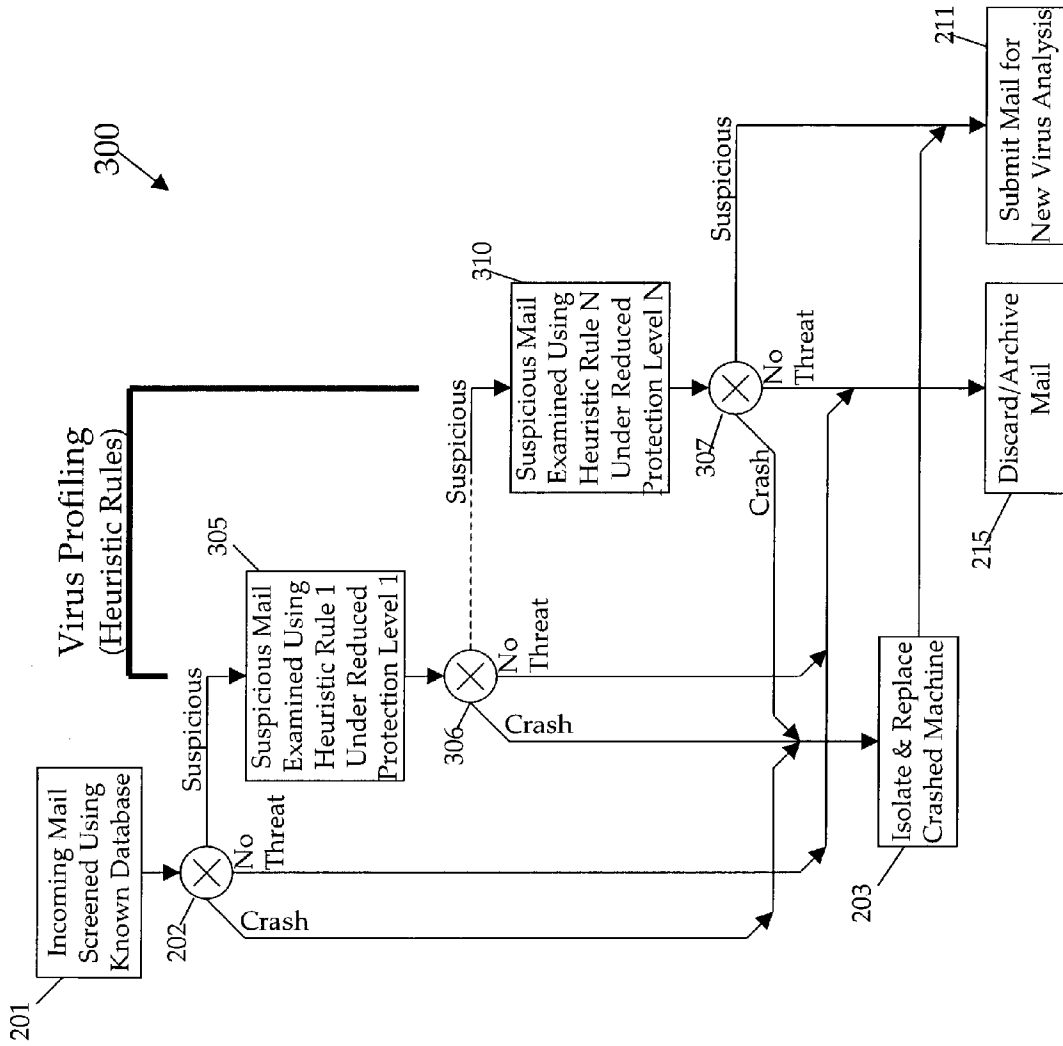 300
Virus Profiling
(Heuristic Rules)
201
Incoming Mail
Screened Using
Known Database
202
Suspicious
No
Threat
Crash
305
Suspicious Mail
Examined Using
Heuristic Rule 1
Under Reduced
Protection Level 1
306
Suspicious
No
Threat
Crash
310
Suspicious Mail
Examined Using
Heuristic Rule N
Under Reduced
Protection Level N
307
Suspicious
No
Threat
Crash
203
Isolate & Replace
Crashed Machine
215
Discard/Archive
Mail
211
Submit Mail for
New Virus Analysis